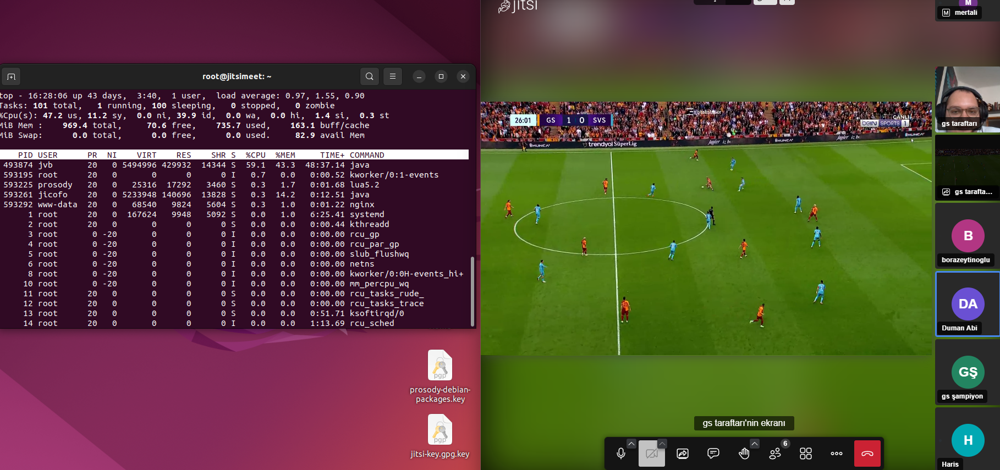 root@jitsimeet: ~
top - 16:28:06 up 43 days,  3:40,  1 user,  load average: 0.97, 1.55, 0.90
Tasks: 101 total,   1 running, 100 sleeping,   0 stopped,   0 zombie
%Cpu(s): 47.2 us, 11.2 sy,  0.0 ni, 39.9 id,  0.0 wa,  0.0 hi,  1.4 si,  0.3 st
MiB Mem :    969.4 total,     70.6 free,    735.7 used,    163.1 buff/cache
MiB Swap:      0.0 total,      0.0 free,      0.0 used.     82.9 avail Mem
PID USER      PR  NI    VIRT    RES    SHR S  %CPU  %MEM     TIME+ COMMAND
493874 jvb       20   0 5494996 429932  14344 S  59.1  43.3  48:37.14 java
593195 root      20   0       0      0      0 I   0.7   0.0   0:00.52 kworker/0:1-events
593225 prosody   20   0   25316  17292   3460 S   0.3   1.7   0:01.68 lua5.2
593261 jicofo    20   0 5233948 140696  13828 S   0.3  14.2   0:12.51 java
593292 www-data  20   0   68540   9824   5604 S   0.3   1.0   0:01.22 nginx
1 root      20   0  167624   9948   5092 S   0.0   1.0   6:25.41 systemd
2 root      20   0       0      0      0 S   0.0   0.0   0:00.44 kthreadd
3 root       0 -20       0      0      0 I   0.0   0.0   0:00.00 rcu_gp
4 root       0 -20       0      0      0 I   0.0   0.0   0:00.00 rcu_par_gp
5 root       0 -20       0      0      0 I   0.0   0.0   0:00.00 slub_flushwq
6 root       0 -20       0      0      0 I   0.0   0.0   0:00.00 netns
8 root       0 -20       0      0      0 I   0.0   0.0   0:00.00 kworker/0:0H-events_hi+
10 root       0 -20       0      0      0 I   0.0   0.0   0:00.00 mm_percpu_wq
11 root      20   0       0      0      0 S   0.0   0.0   0:00.00 rcu_tasks_rude_
12 root      20   0       0      0      0 S   0.0   0.0   0:00.00 rcu_tasks_trace
13 root      20   0       0      0      0 S   0.0   0.0   0:51.71 ksoftirqd/0
14 root      20   0       0      0      0 I   0.0   0.0   1:13.69 rcu_sched
pgp
prosody-debian-
packages.key
pgp
jitsi-key.gpg.key
jitsi
26:01 GS 1 0 SVS
istatistikler
CANLI
beIN SPORTS 1
HUNCA
trendyol SüperLig
Jagler
HUNCA
Jagler
HUNCA
gs taraftarı'nin ekranı
6
M
M mertali
gs taraftarı
gs tarafta...
B
borazeytinoglu
DA
Duman Abi
GŞ
gs şampiyon
H
Haris